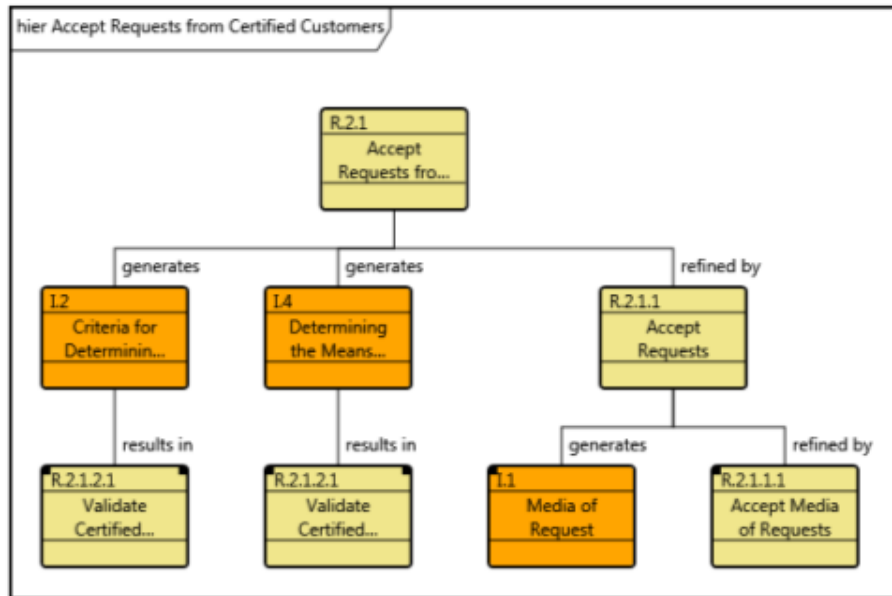 hier Accept Requests from Certified Customers
R.2.1
Accept
Requests fro...
generates
generates
refined by
I.2
Criteria for
Determinin...
I.4
Determining
the Means...
R.2.1.1
Accept
Requests
results in
results in
generates
refined by
R.2.1.2.1
Validate
Certified...
R.2.1.2.1
Validate
Certified...
I.1
Media of
Request
R.2.1.1.1
Accept Media
of Requests